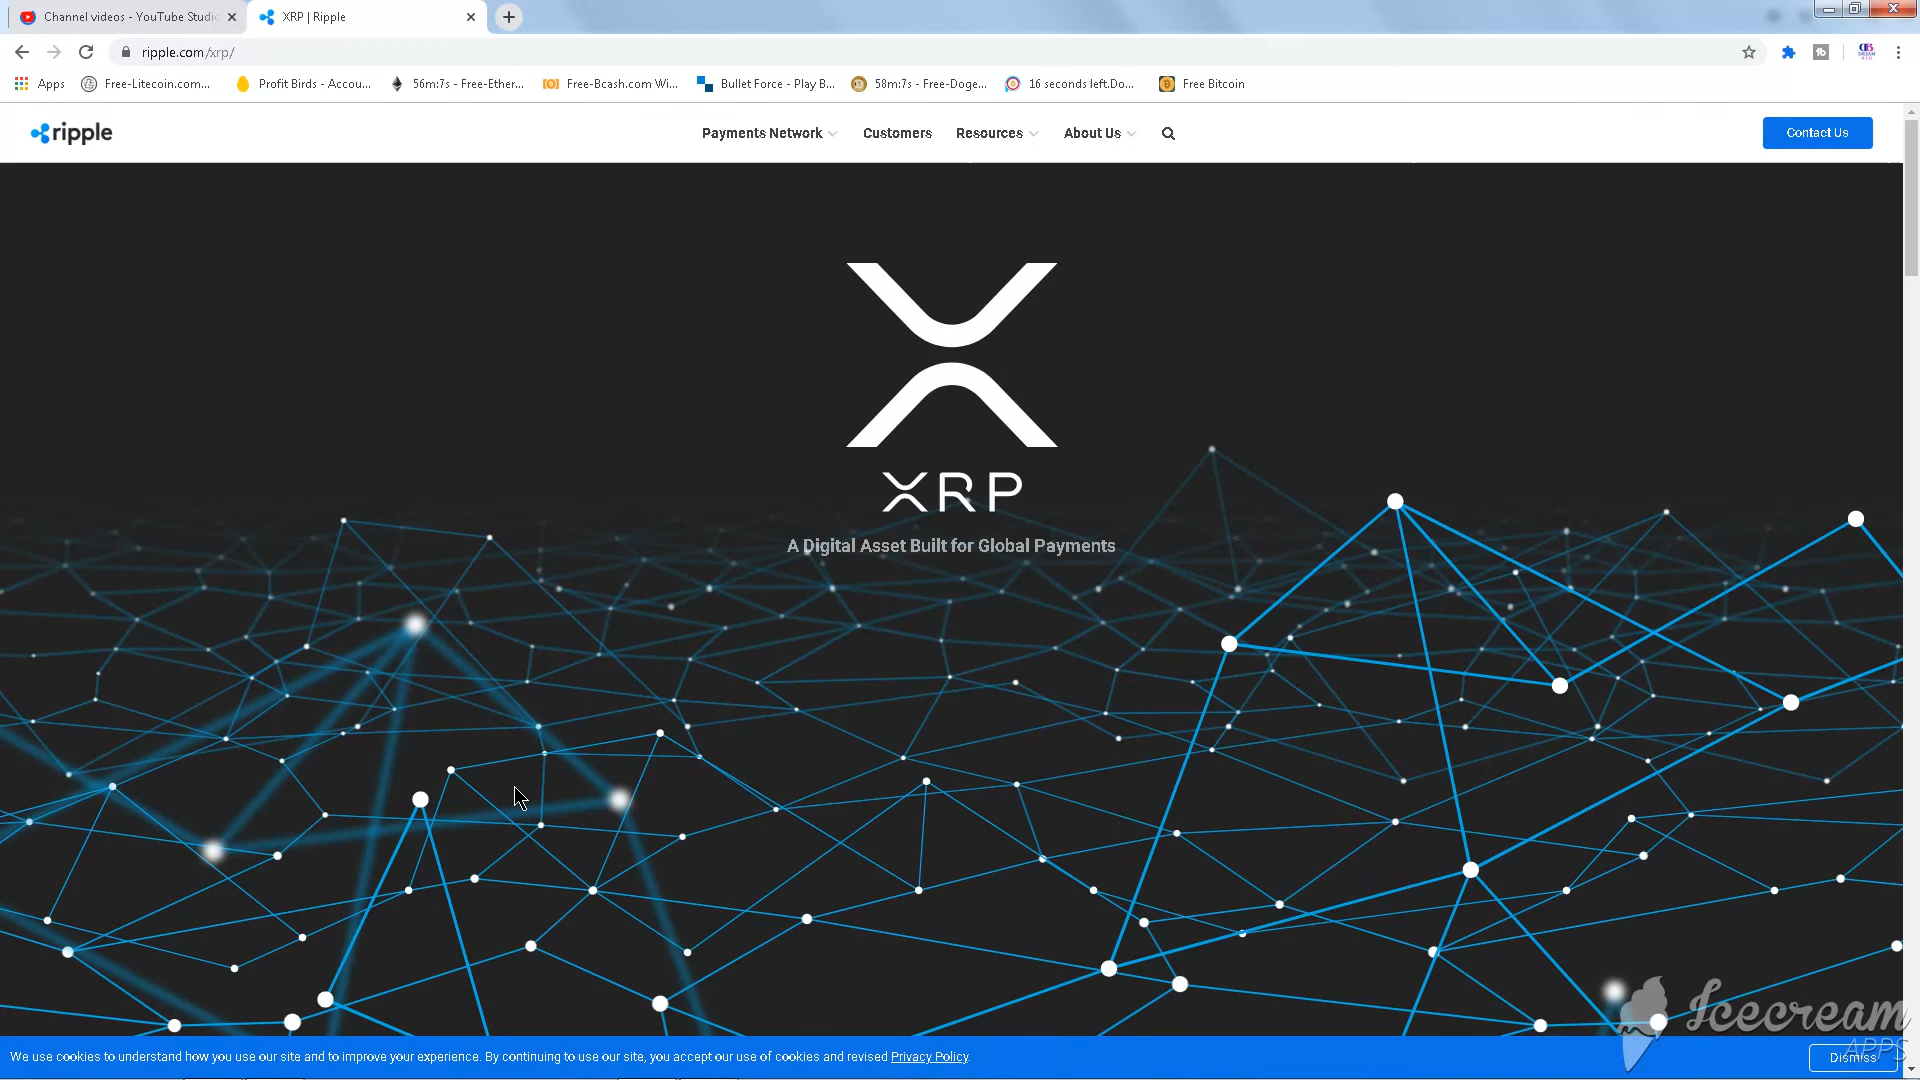 Channel videos - YouTube Studio
XRP | Ripple
ripple.com/xrp/
Apps
Free-Litecoin.com...
Profit Birds - Accou...
56m:7s - Free-Ether...
Free-Bcash.com Wi...
Bullet Force - Play B...
58m:7s - Free-Doge...
16 seconds left.Do...
Free Bitcoin
ripple
Payments Network
Customers
Resources
About Us
Contact Us
XRP
A Digital Asset Built for Global Payments
Icecream
APPS
We use cookies to understand how you use our site and to improve your experience. By continuing to use our site, you accept our use of cookies and revised Privacy Policy.
Dismiss